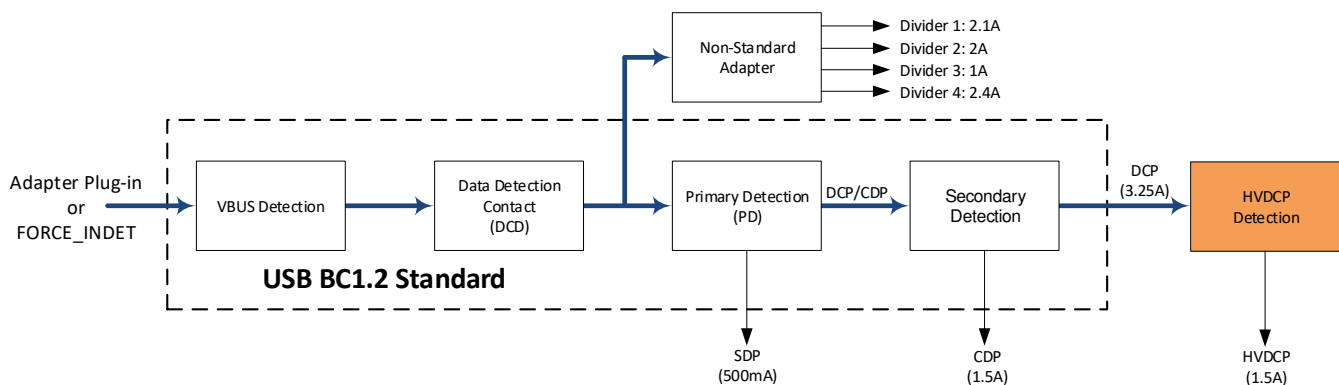 Non-Standard
Adapter
Divider 1: 2.1A
Divider 2: 2A
Divider 3: 1A
Divider 4: 2.4A
Adapter Plug-in
or
FORCE_INDET
VBUS Detection
Data Detection
Contact
(DCD)
Primary Detection
(PD)
DCP/CDP
Secondary
Detection
DCP
(3.25A)
HVDCP
Detection
USB BC1.2 Standard
SDP
(500mA)
CDP
(1.5A)
HVDCP
(1.5A)